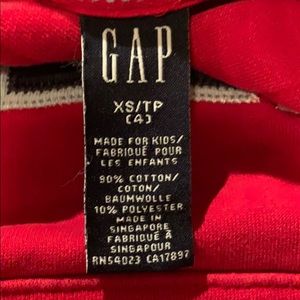 GAP
XS/TP
(4)
MADE FOR KIDS/
FABRIQUÉ POUR
LES ENFANTS
90% COTTON/
COTON/
BAUMWOLLE
10% POLYESTER
MADE IN
SINGAPORE
FABRIQUÉ À
SINGAPOUR
RN54023 CA17897